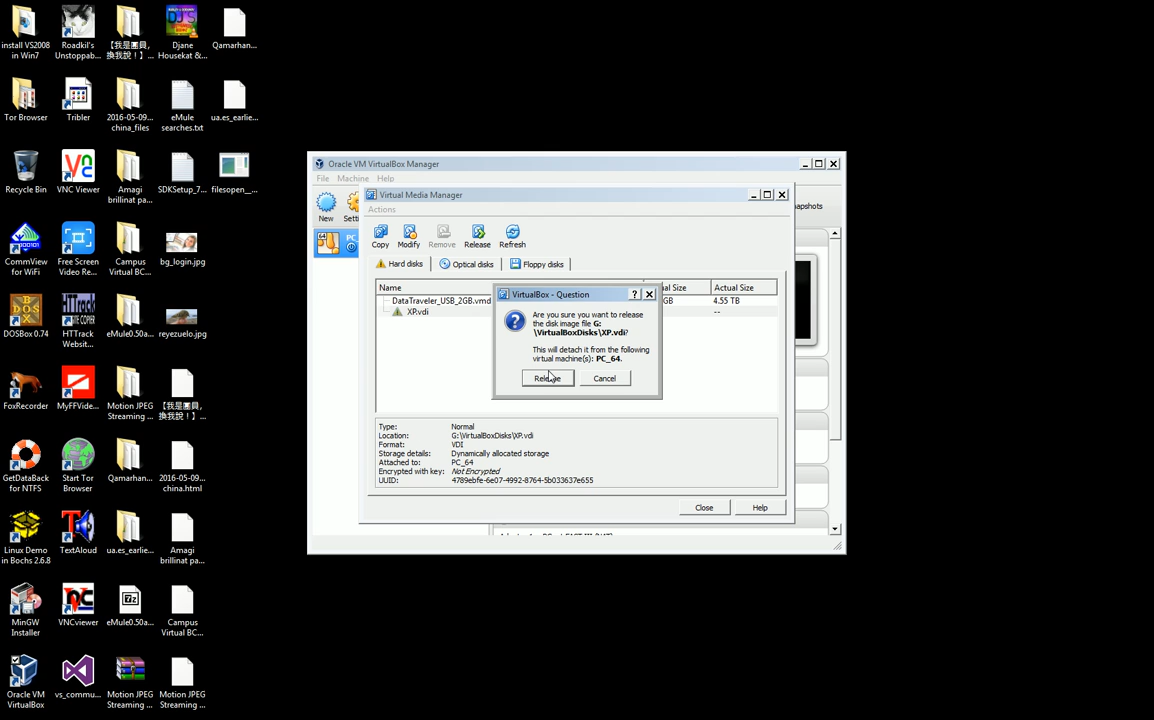 install VS2008
in Win7
Roadkil's
Unstoppab...
【我是團員,
換我說！】...
Djane
Housekat &...
Qamarhan...
Tor Browser
Tribler
2016-05-09...
china_files
eMule
searches.txt
ua.es_earlie...
Recycle Bin
VNC Viewer
Amagi
brillinat pa...
SDKSetup_7...
filesopen__...
CommView
for WiFi
Free Screen
Video Re...
Campus
Virtual BC...
bg_login.jpg
DOSBox 0.74
HTTrack
Websit...
eMule0.50a...
reyezuelo.jpg
FoxRecorder
MyFFVide...
Motion JPEG
Streaming ...
【我是團員,
換我說！】...
GetDataBack
for NTFS
Start Tor
Browser
Qamarhan...
2016-05-09...
china.html
Linux Demo
in Bochs 2.6.8
TextAloud
ua.es_earlie...
Amagi
brillinat pa...
MinGW
Installer
VNCviewer
eMule0.50a...
Campus
Virtual BC...
Oracle VM
VirtualBox
vs_commu...
Motion JPEG
Streaming ...
Motion JPEG
Streaming ...
Oracle VM VirtualBox Manager
File Machine Help
New
Virtual Media Manager
Actions
Copy Modify Remove Release Refresh
Hard disks Optical disks Floppy disks
Name Actual Size
DataTraveler_USB_2GB.vmd 4.55 TB
XP.vdi --
VirtualBox - Question
Are you sure you want to release
the disk image file G:
\VirtualBoxDisks\XP.vdi?
This will detach it from the following
virtual machine(s): PC_64.
Release Cancel
Type: Normal
Location: G:\VirtualBoxDisks\XP.vdi
Format: VDI
Storage details: Dynamically allocated storage
Attached to: PC_64
Encrypted with key: Not Encrypted
UUID: 4789ebfe-6e07-4992-8764-5b033637e655
Close Help